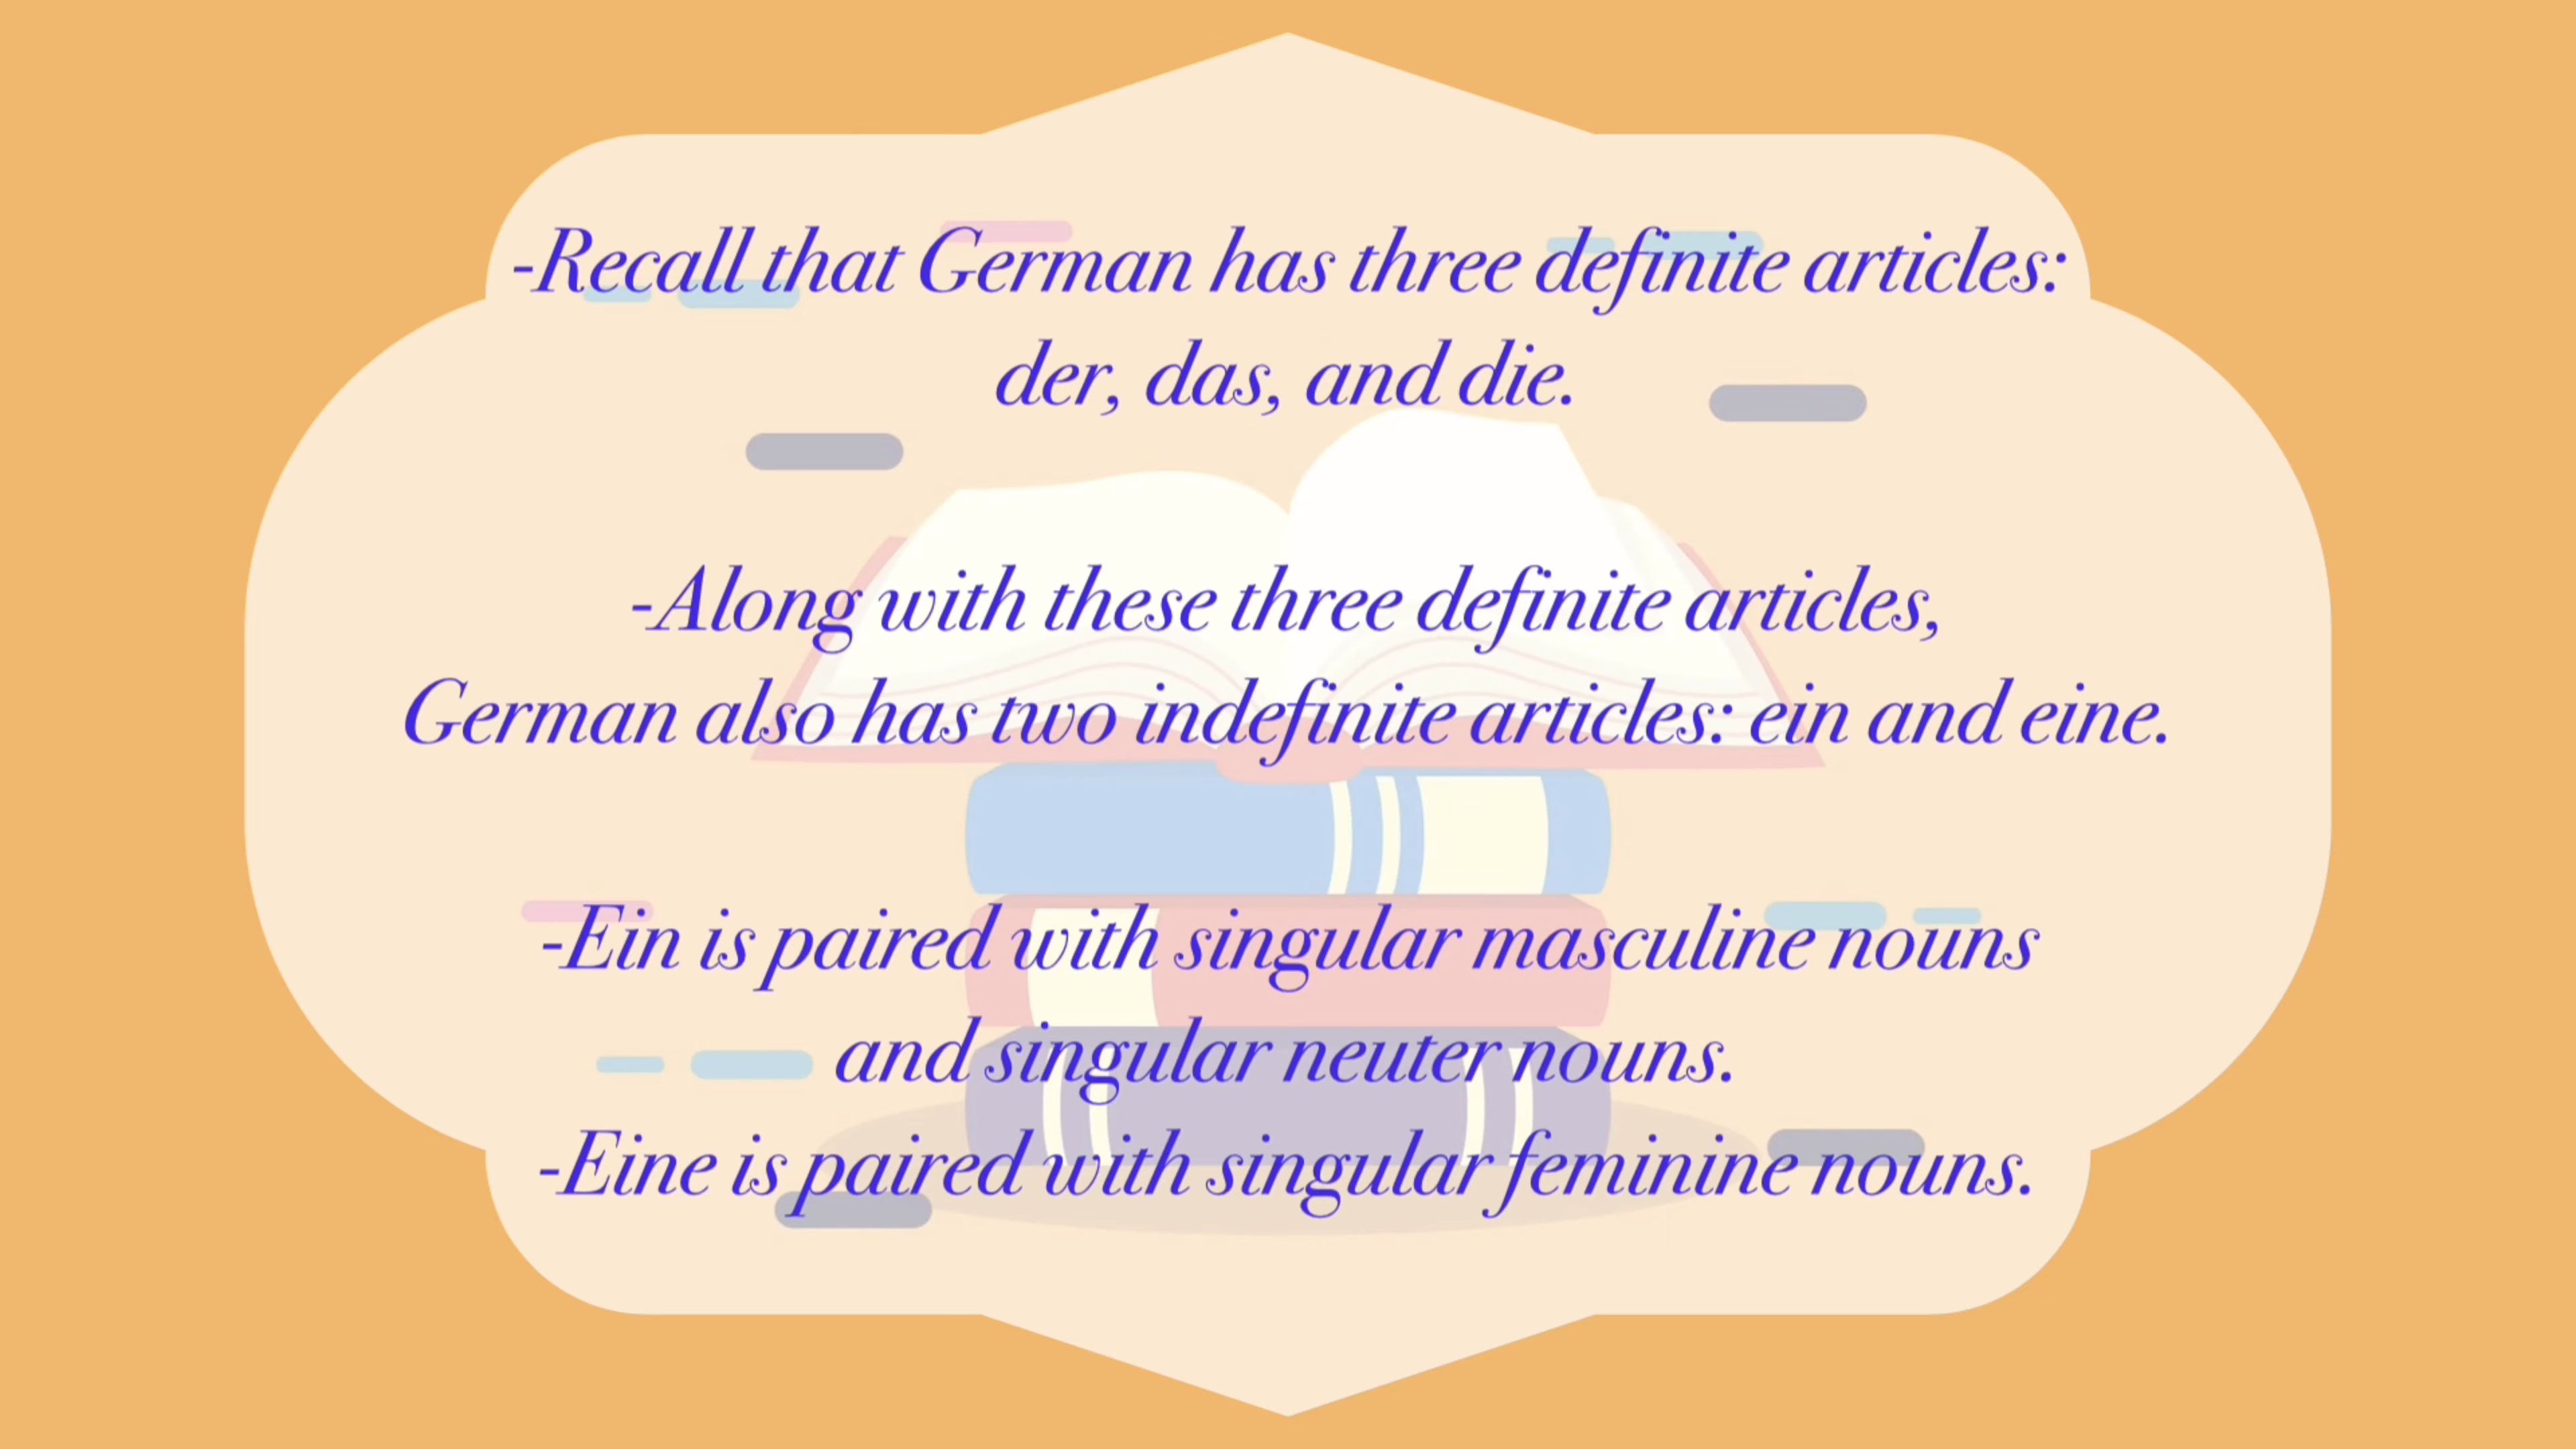 -Recall that German has three definite articles:
der, das, and die.
-Along with these three definite articles,
German also has two indefinite articles: ein and eine.
-Ein is paired with singular masculine nouns
and singular neuter nouns.
-Eine is paired with singular feminine nouns.